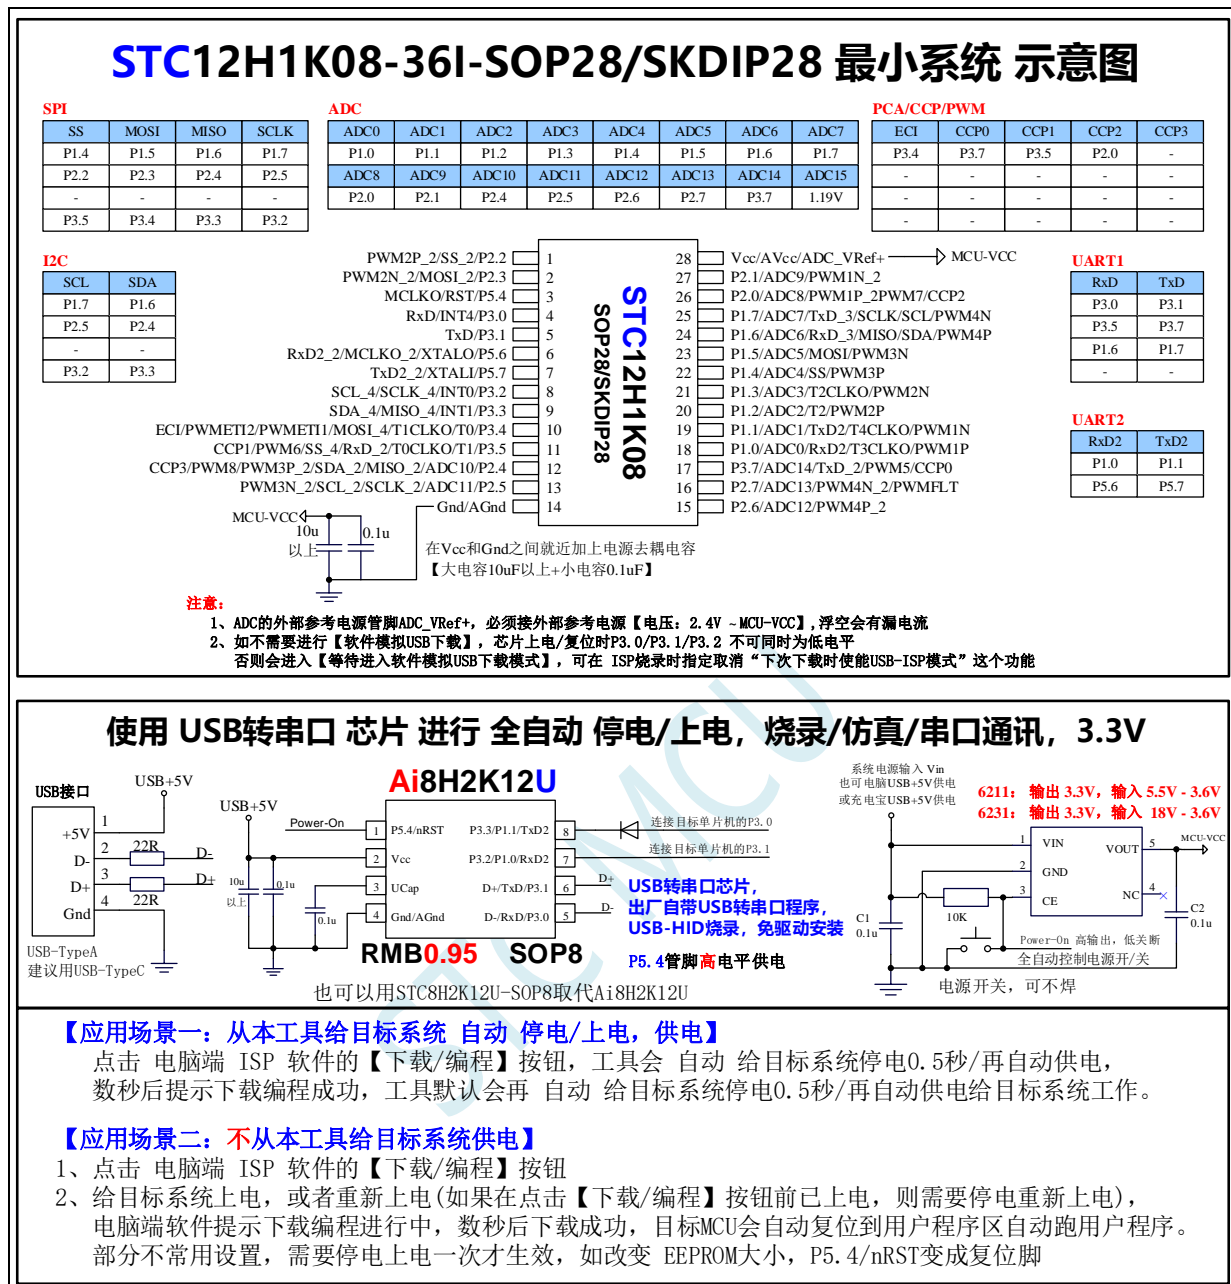 STC12H1K08-36I-SOP28/SKDIP28 最小系统 示意图
SPI
SS MOSI MISO SCLK
P1.4 P1.5 P1.6 P1.7
P2.2 P2.3 P2.4 P2.5
- - - -
P3.5 P3.4 P3.3 P3.2
ADC
ADC0 ADC1 ADC2 ADC3 ADC4 ADC5 ADC6 ADC7
P1.0 P1.1 P1.2 P1.3 P1.4 P1.5 P1.6 P1.7
ADC8 ADC9 ADC10 ADC11 ADC12 ADC13 ADC14 ADC15
P2.0 P2.1 P2.4 P2.5 P2.6 P2.7 P3.7 1.19V
PCA/CCP/PWM
ECI CCP0 CCP1 CCP2 CCP3
P3.4 P3.7 P3.5 P2.0 -
- - - - -
- - - - -
- - - - -
I2C
SCL SDA
P1.7 P1.6
P2.5 P2.4
- -
P3.2 P3.3
PWM2P_2/SS_2/P2.2 1
PWM2N_2/MOSI_2/P2.3 2
MCLKO/RST/P5.4 3
RxD/INT4/P3.0 4
TxD/P3.1 5
RxD2_2/MCLKO_2/XTALO/P5.6 6
TxD2_2/XTALI/P5.7 7
SCL_4/SCLK_4/INT0/P3.2 8
SDA_4/MISO_4/INT1/P3.3 9
ECI/PWMETI2/PWMETI1/MOSI_4/T1CLKO/T0/P3.4 10
CCP1/PWM6/SS_4/RxD_2/T0CLKO/T1/P3.5 11
CCP3/PWM8/PWM3P_2/SDA_2/MISO_2/ADC10/P2.4 12
PWM3N_2/SCL_2/SCLK_2/ADC11/P2.5 13
Gnd/AGnd 14
STC12H1K08
SOP28/SKDIP28
28 Vcc/AVcc/ADC_VRef+ MCU-VCC
27 P2.1/ADC9/PWM1N_2
26 P2.0/ADC8/PWM1P_2PWM7/CCP2
25 P1.7/ADC7/TxD_3/SCLK/SCL/PWM4N
24 P1.6/ADC6/RxD_3/MISO/SDA/PWM4P
23 P1.5/ADC5/MOSI/PWM3N
22 P1.4/ADC4/SS/PWM3P
21 P1.3/ADC3/T2CLKO/PWM2N
20 P1.2/ADC2/T2/PWM2P
19 P1.1/ADC1/TxD2/T4CLKO/PWM1N
18 P1.0/ADC0/RxD2/T3CLKO/PWM1P
17 P3.7/ADC14/TxD_2/PWM5/CCP0
16 P2.7/ADC13/PWM4N_2/PWMFLT
15 P2.6/ADC12/PWM4P_2
UART1
RxD TxD
P3.0 P3.1
P3.5 P3.7
P1.6 P1.7
- -
UART2
RxD2 TxD2
P1.0 P1.1
P5.6 P5.7
MCU-VCC
10u
以上
0.1u
在Vcc和Gnd之间就近加上电源去耦电容
【大电容10uF以上+小电容0.1uF】
注意:
1、ADC的外部参考电源管脚ADC_VRef+，必须接外部参考电源【电压：2.4V ~ MCU-VCC】,浮空会有漏电流
2、如不需要进行【软件模拟USB下载】，芯片上电/复位时P3.0/P3.1/P3.2 不可同时为低电平
否则会进入【等待进入软件模拟USB下载模式】，可在 ISP烧录时指定取消“下次下载时使能USB-ISP模式”这个功能
使用 USB转串口 芯片 进行 全自动 停电/上电，烧录/仿真/串口通讯，3.3V
USB接口
USB+5V
+5V 1
D- 2 22R D-
D+ 3 22R D+
Gnd 4
USB-TypeA
建议用USB-TypeC
Ai8H2K12U
USB+5V
Power-On
10u
以上
0.1u
0.1u
1 P5.4/nRST P3.3/P1.1/TxD2 8
2 Vcc P3.2/P1.0/RxD2 7
3 UCap D+/TxD/P3.1 6 D+
4 Gnd/AGnd D-/RxD/P3.0 5 D-
连接目标单片机的P3.0
连接目标单片机的P3.1
RMB0.95 SOP8
USB转串口芯片，
出厂自带USB转串口程序，
USB-HID烧录，免驱动安装
P5.4管脚高电平供电
也可以用STC8H2K12U-SOP8取代Ai8H2K12U
系统电源输入 Vin
也可电脑USB+5V供电
或充电宝USB+5V供电
6211： 输出 3.3V，输入 5.5V - 3.6V
6231： 输出 3.3V，输入 18V - 3.6V
1 VIN VOUT 5 MCU-VCC
2 GND
3 CE NC 4
10K
C1
0.1u
C2
0.1u
Power-On 高输出，低关断
全自动控制电源开/关
电源开关，可不焊
【应用场景一：从本工具给目标系统 自动 停电/上电，供电】
点击 电脑端 ISP 软件的【下载/编程】按钮，工具会 自动 给目标系统停电0.5秒/再自动供电，
数秒后提示下载编程成功，工具默认会再 自动 给目标系统停电0.5秒/再自动供电给目标系统工作。
【应用场景二：不从本工具给目标系统供电】
1、点击 电脑端 ISP 软件的【下载/编程】按钮
2、给目标系统上电，或者重新上电(如果在点击【下载/编程】按钮前已上电，则需要停电重新上电)，
电脑端软件提示下载编程进行中，数秒后下载成功，目标MCU会自动复位到用户程序区自动跑用户程序。
部分不常用设置，需要停电上电一次才生效，如改变 EEPROM大小，P5.4/nRST变成复位脚
STC MCU